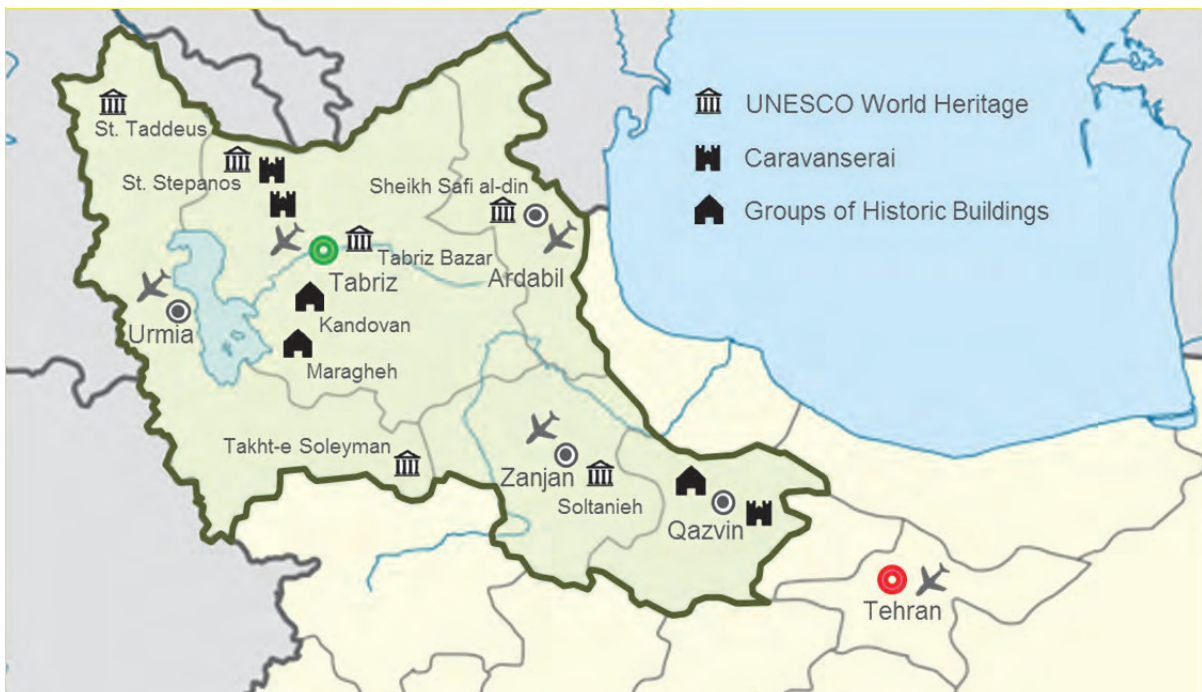 UNESCO World Heritage
Caravanserai
Groups of Historic Buildings
St. Taddeus
St. Stepanos
Sheikh Safi al-din
Tabriz Bazar
Ardabil
Tabriz
Urmia
Kandovan
Maragheh
Takht-e Soleyman
Zanjan
Soltanieh
Qazvin
Tehran